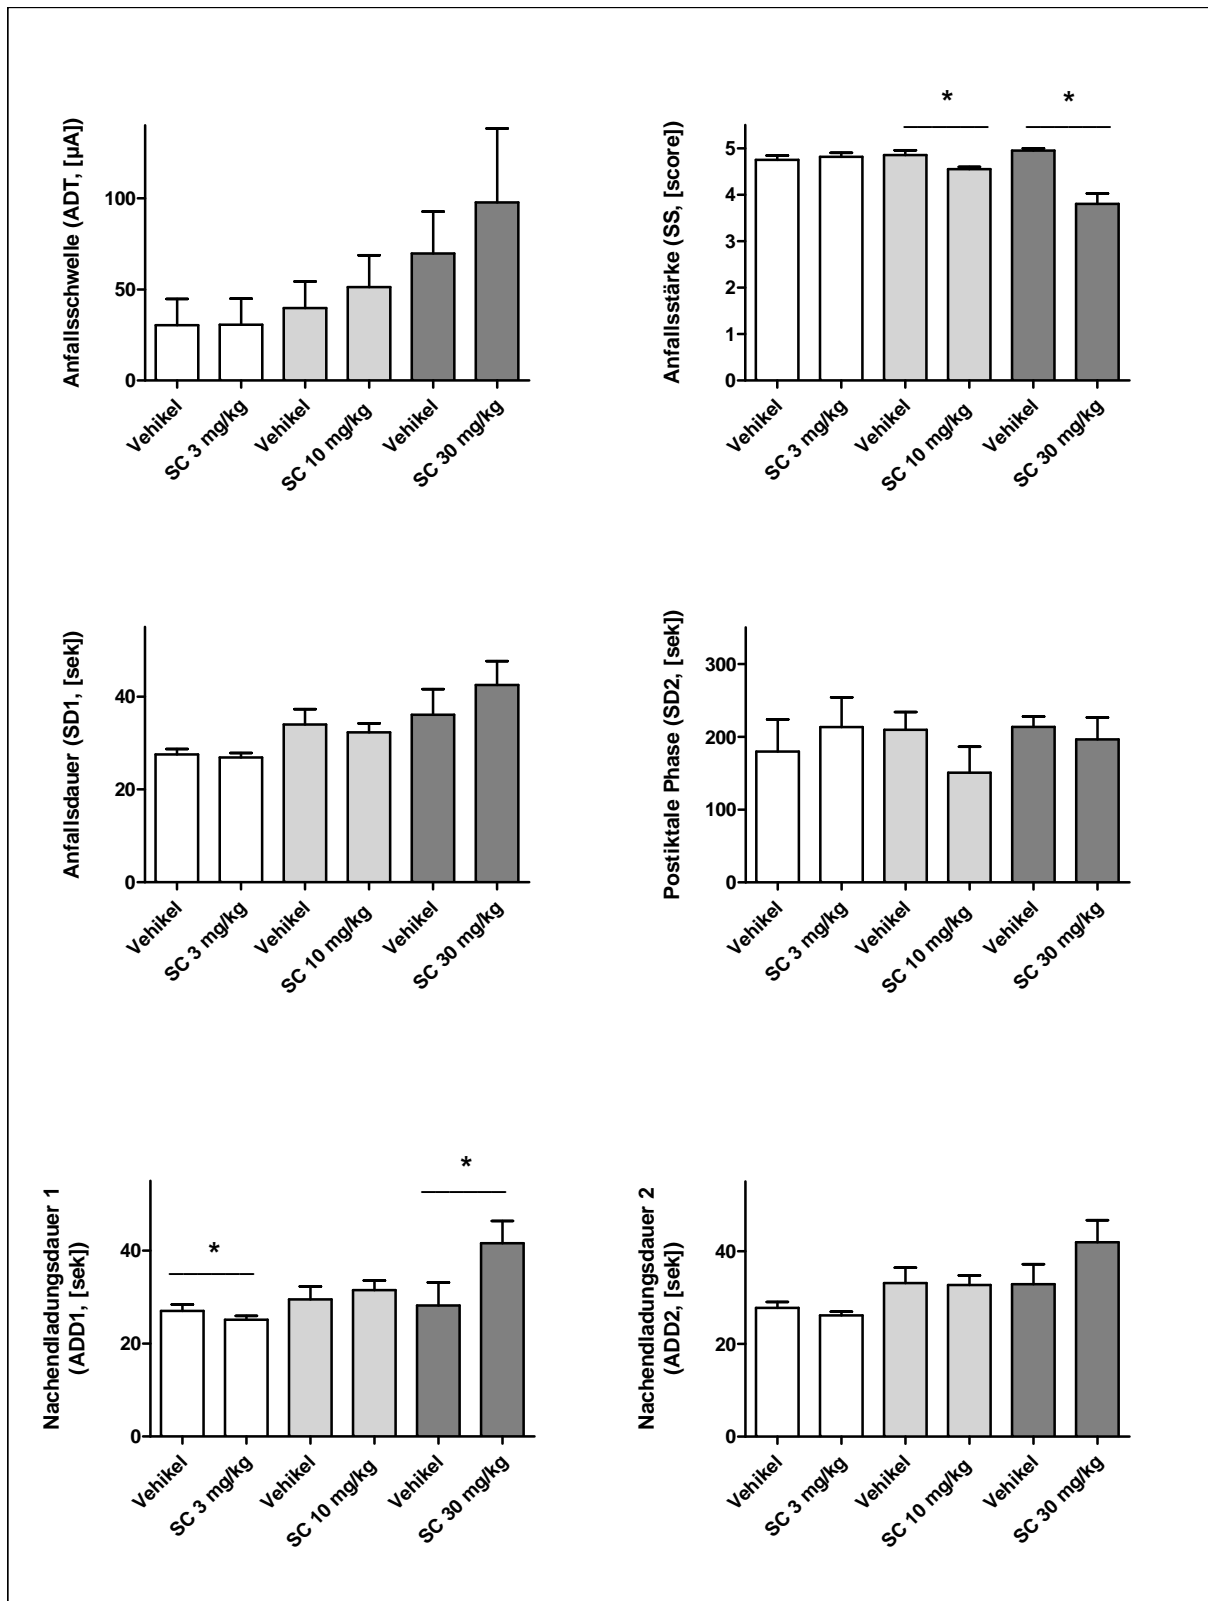 Anfallsschwelle (ADT, [µA])
100
50
0
Vehikel
SC 3 mg/kg
Vehikel
SC 10 mg/kg
Vehikel
SC 30 mg/kg
Anfallsstärke (SS, [score])
*
*
5
4
3
2
1
0
Vehikel
SC 3 mg/kg
Vehikel
SC 10 mg/kg
Vehikel
SC 30 mg/kg
Anfallsdauer (SD1, [sek])
40
20
0
Vehikel
SC 3 mg/kg
Vehikel
SC 10 mg/kg
Vehikel
SC 30 mg/kg
Postiktale Phase (SD2, [sek])
300
200
100
0
Vehikel
SC 3 mg/kg
Vehikel
SC 10 mg/kg
Vehikel
SC 30 mg/kg
Nachendladungsdauer 1
(ADD1, [sek])
*
*
40
20
0
Vehikel
SC 3 mg/kg
Vehikel
SC 10 mg/kg
Vehikel
SC 30 mg/kg
Nachendladungsdauer 2
(ADD2, [sek])
40
20
0
Vehikel
SC 3 mg/kg
Vehikel
SC 10 mg/kg
Vehikel
SC 30 mg/kg